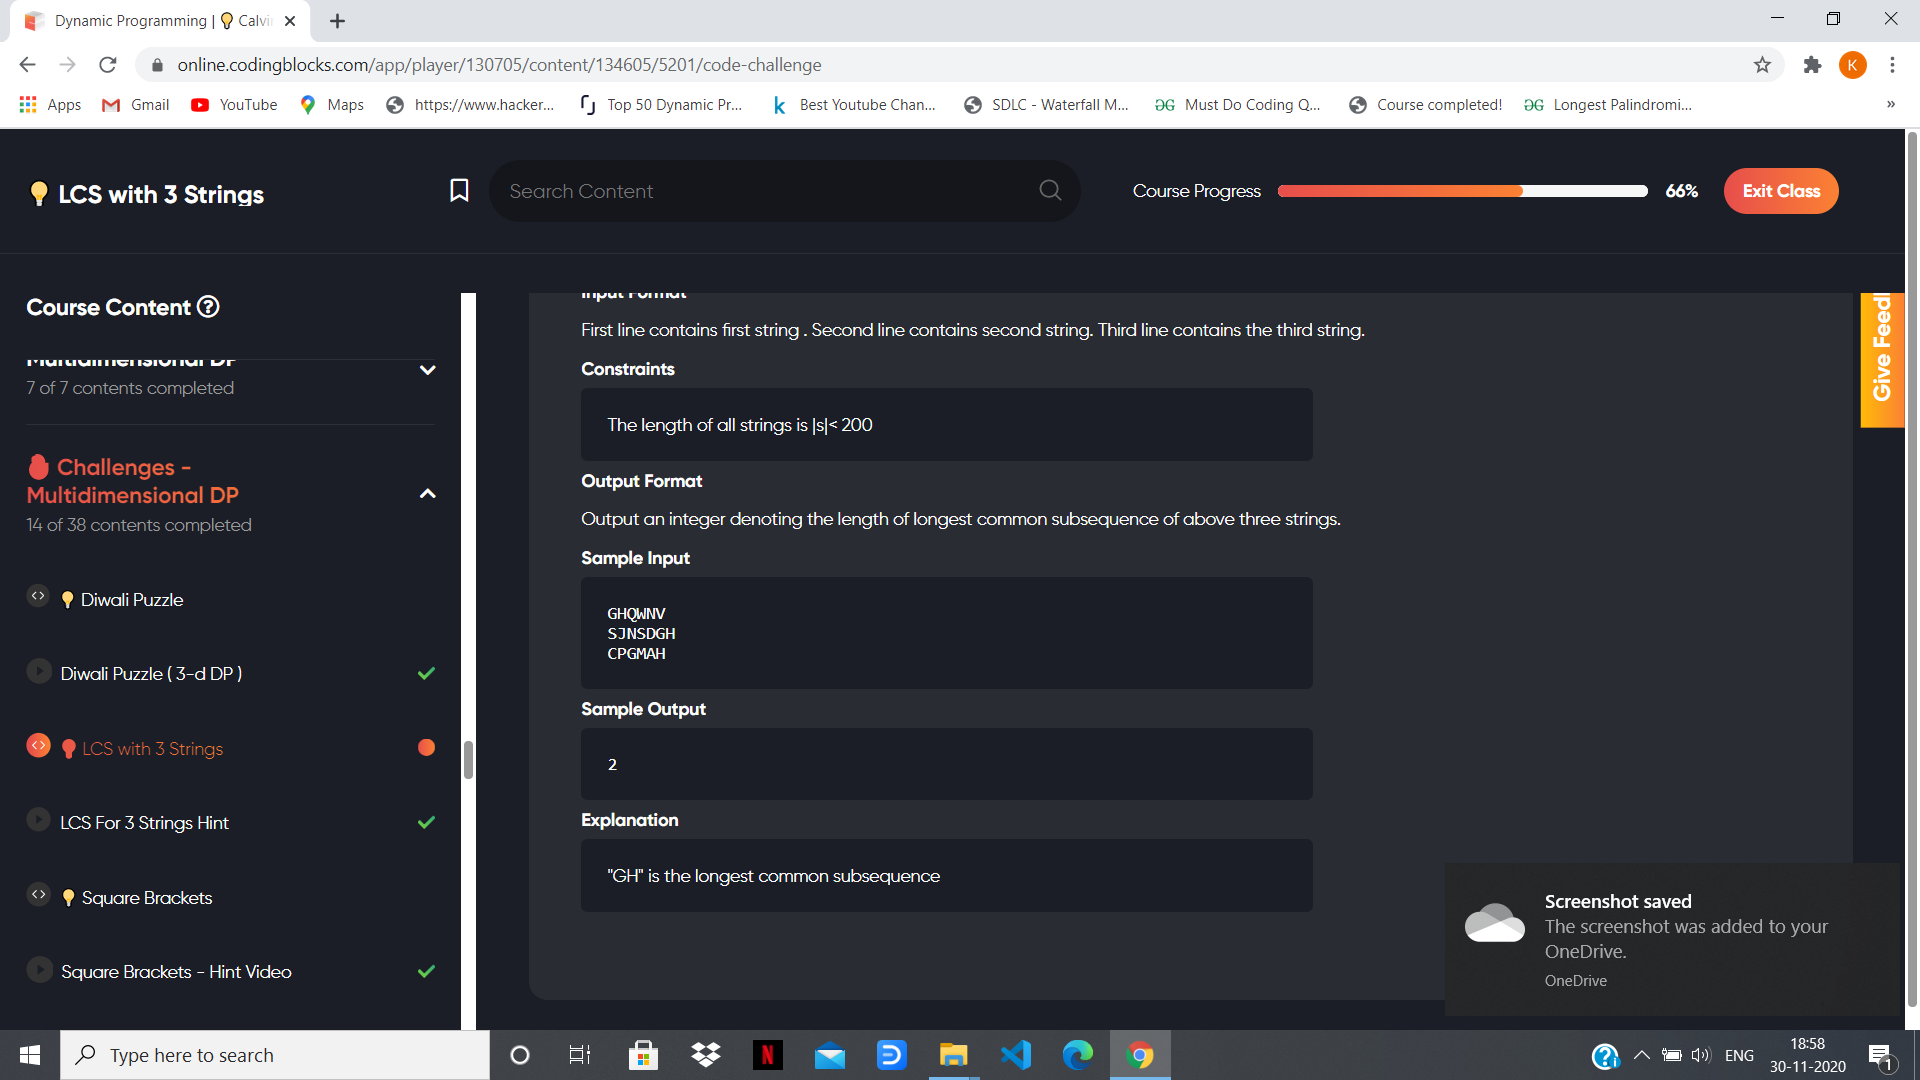 Dynamic Programming | 💡 Calvi
online.codingblocks.com/app/player/130705/content/134605/5201/code-challenge
K
Apps
Gmail
YouTube
Maps
https://www.hacker...
Top 50 Dynamic Pr...
Best Youtube Chan...
SDLC - Waterfall M...
Must Do Coding Q...
Course completed!
Longest Palindromi...
»
💡 LCS with 3 Strings
Search Content
Course Progress
66%
Exit Class
Course Content
Multidimensional DP
7 of 7 contents completed
Challenges -
Multidimensional DP
14 of 38 contents completed
💡 Diwali Puzzle
Diwali Puzzle ( 3-d DP )
LCS with 3 Strings
LCS For 3 Strings Hint
💡 Square Brackets
Square Brackets - Hint Video
Input Format
First line contains first string . Second line contains second string. Third line contains the third string.
Constraints
The length of all strings is |s|< 200
Output Format
Output an integer denoting the length of longest common subsequence of above three strings.
Sample Input
GHQWNV
SJNSDGH
CPGMAH
Sample Output
2
Explanation
"GH" is the longest common subsequence
Give Feed
Screenshot saved
The screenshot was added to your
OneDrive.
OneDrive
Type here to search
ENG
18:58
30-11-2020
1